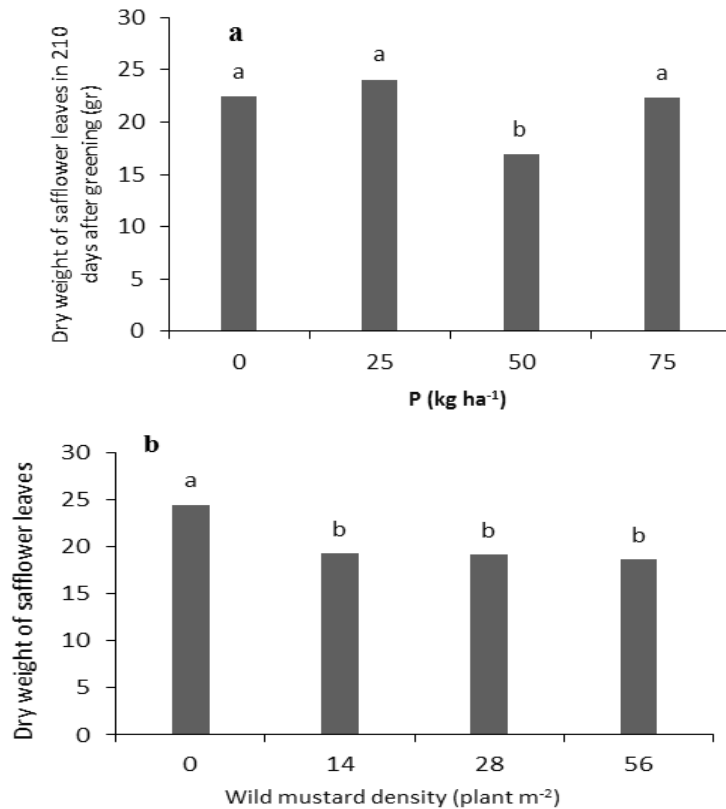 a
Dry weight of safflower leaves in 210
days after greening (gr)
30
25
20
15
10
5
0
a
a
b
a
0 25 50 75
P (kg ha⁻¹)
b
Dry weight of safflower leaves
30
25
20
15
10
5
0
a
b
b
b
0 14 28 56
Wild mustard density (plant m⁻²)